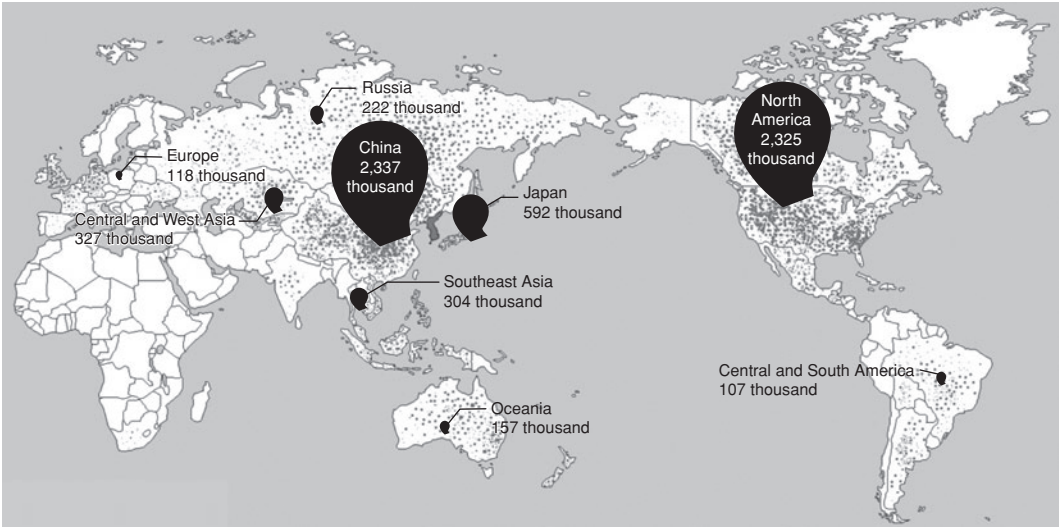 Russia
222 thousand
China
2,337
thousand
North
America
2,325
thousand
Europe
118 thousand
Japan
592 thousand
Central and West Asia
327 thousand
Southeast Asia
304 thousand
Central and South America
107 thousand
Oceania
157 thousand